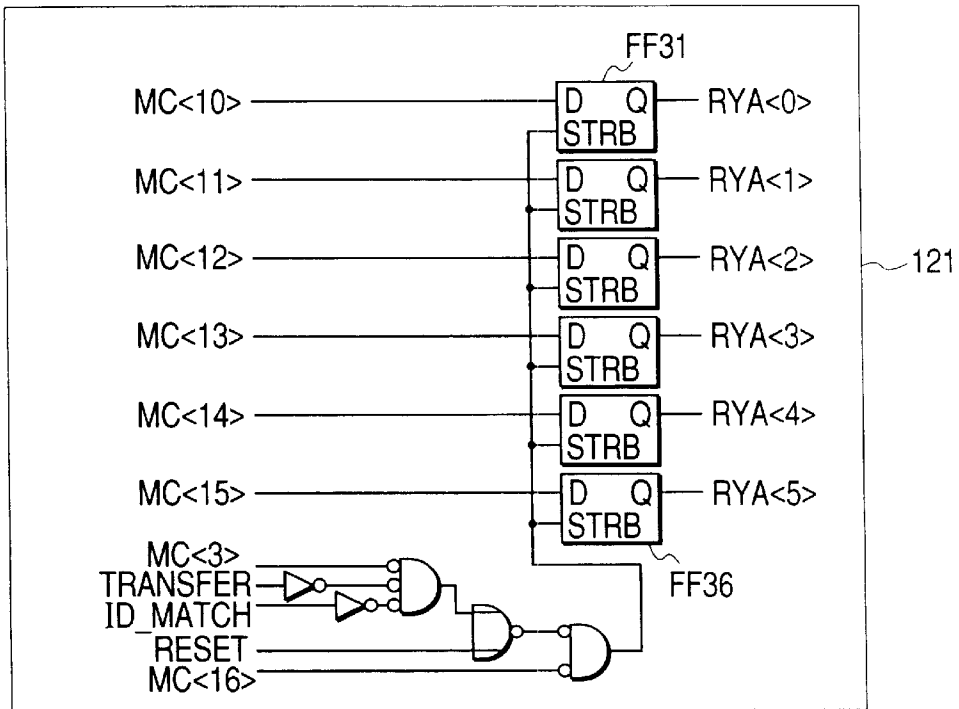 FF31
MC<10> D Q RYA<0>
STRB
MC<11> D Q RYA<1>
STRB
MC<12> D Q RYA<2>
STRB
121
MC<13> D Q RYA<3>
STRB
MC<14> D Q RYA<4>
STRB
MC<15> D Q RYA<5>
STRB
FF36
MC<3>
TRANSFER
ID_MATCH
RESET
MC<16>